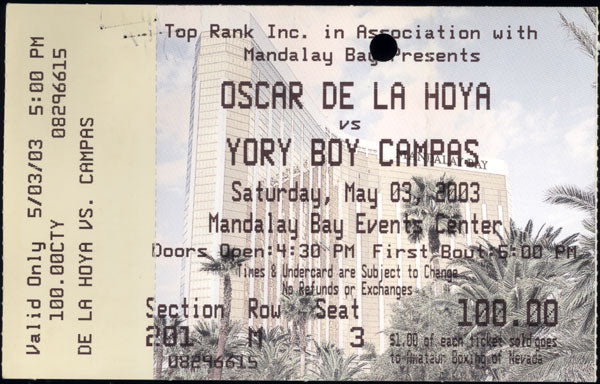 Valid Only 5/03/03 5:00 PM
100.00CTY 08296615
DE LA HOYA VS. CAMPAS
Top Rank Inc. in Association with
Mandalay Bay Presents
OSCAR DE LA HOYA
vs
YORY BOY CAMPAS
MANDALAY BAY
Saturday, May 03, 2003
Mandalay Bay Events Center
Doors Open:4:30 PM First Bout:5:00 PM
Times & Undercard are Subject to Change
No Refunds or Exchanges
Section Row Seat 100.00
201 M 3 $1.00 of each ticket sold goes
08296615 to Amateur Boxing of Nevada